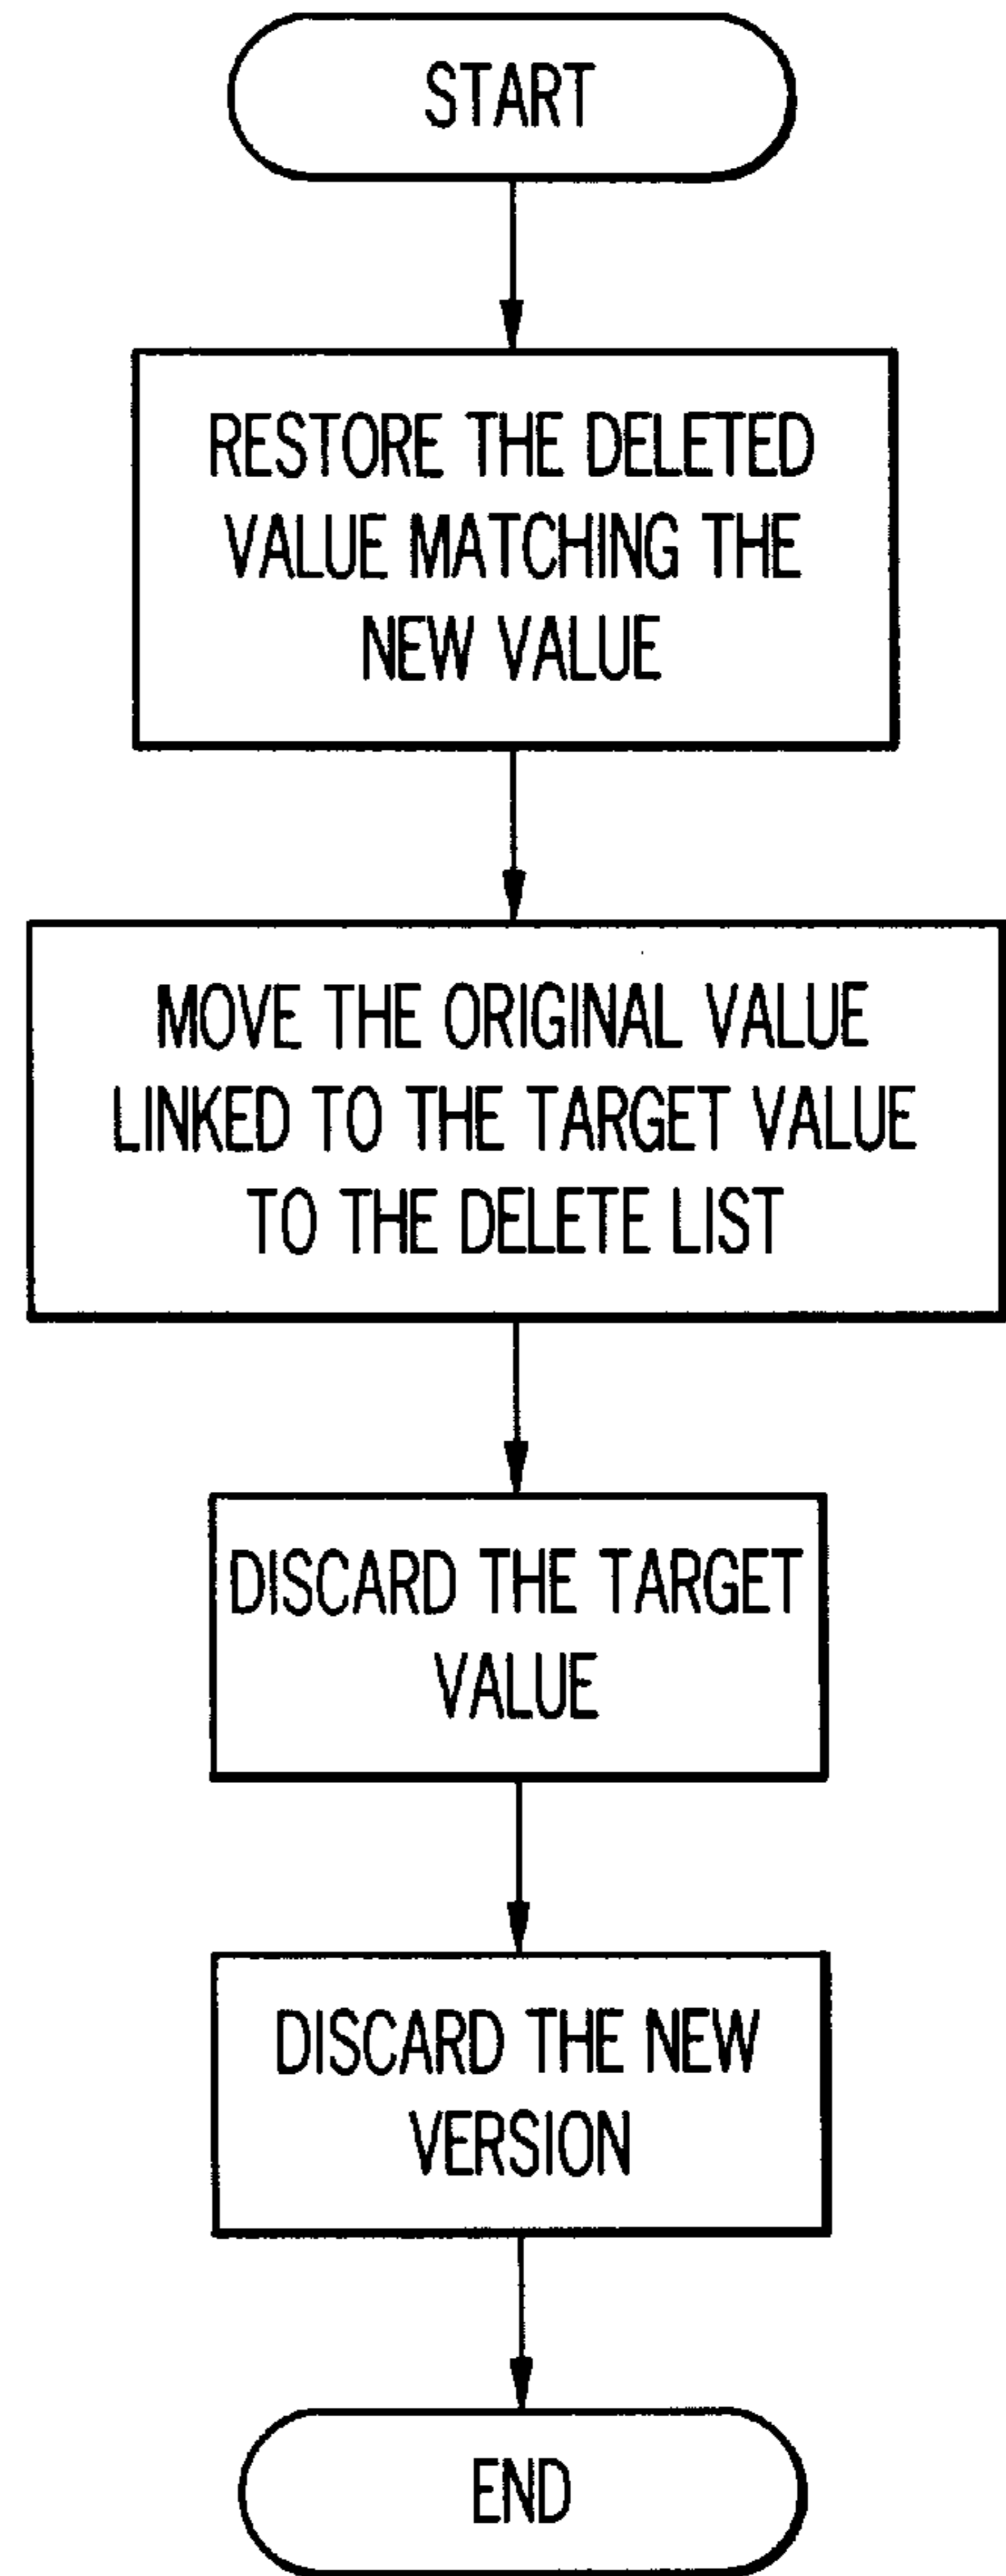 START
RESTORE THE DELETED
VALUE MATCHING THE
NEW VALUE
MOVE THE ORIGINAL VALUE
LINKED TO THE TARGET VALUE
TO THE DELETE LIST
DISCARD THE TARGET
VALUE
DISCARD THE NEW
VERSION
END